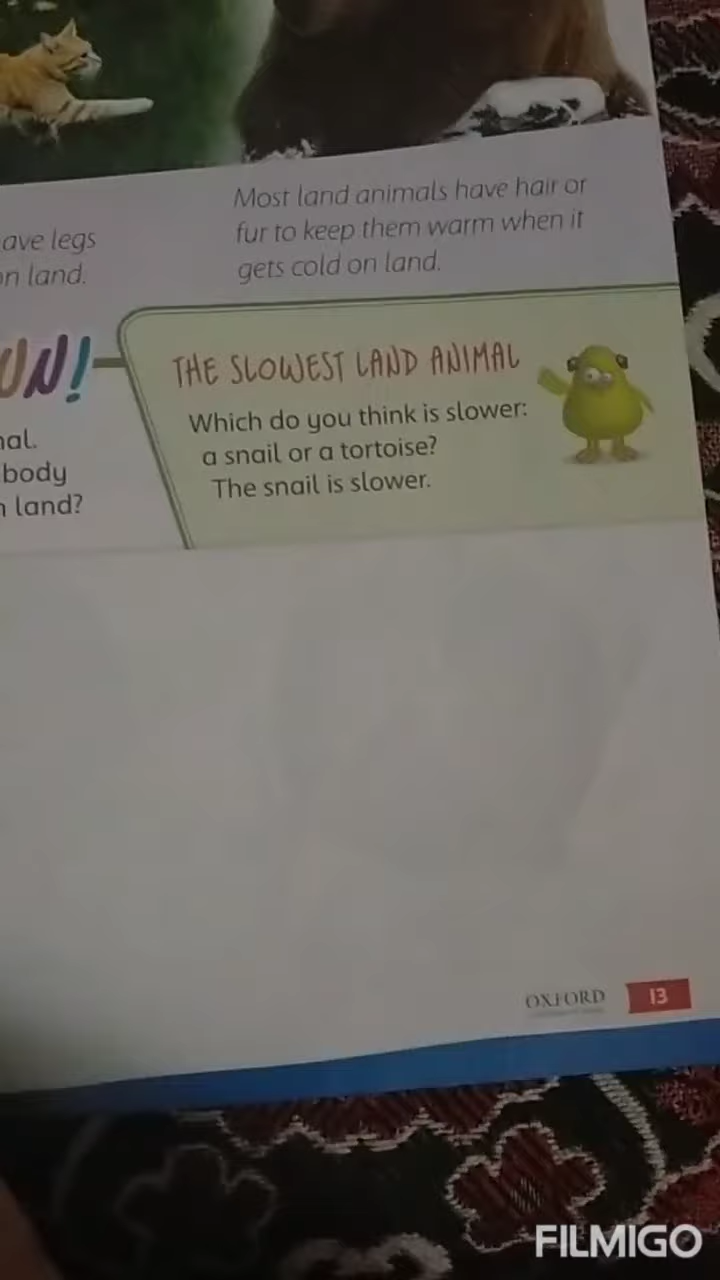 ave legs
on land.
Most land animals have hair or
fur to keep them warm when it
gets cold on land.
UN!
nal.
body
n land?
THE SLOWEST LAND ANIMAL
Which do you think is slower:
a snail or a tortoise?
The snail is slower.
OXFORD
13
FILMIGO